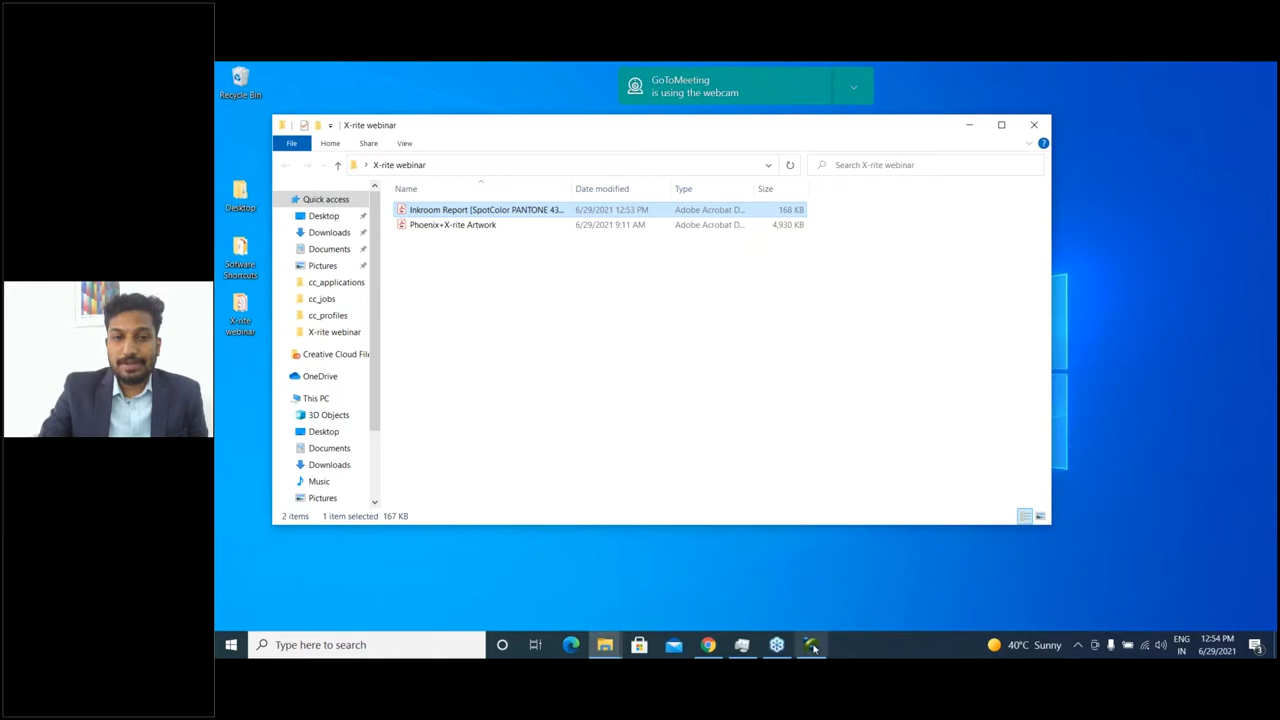 Recycle Bin
GoToMeeting
is using the webcam
X-rite webinar
File Home Share View
X-rite webinar
Search X-rite webinar
Name Date modified Type Size
Inkroom Report [SpotColor PANTONE 43... 6/29/2021 12:53 PM Adobe Acrobat D... 168 KB
Phoenix+X-rite Artwork 6/29/2021 9:11 AM Adobe Acrobat D... 4,930 KB
Quick access
Desktop
Downloads
Documents
Pictures
cc_applications
cc_jobs
cc_profiles
X-rite webinar
Creative Cloud File
OneDrive
This PC
3D Objects
Desktop
Documents
Downloads
Music
Pictures
2 items 1 item selected 167 KB
Desktop
Sofware
Shortcuts
X-rite
webinar
Type here to search
40°C Sunny
ENG
IN
12:54 PM
6/29/2021
3